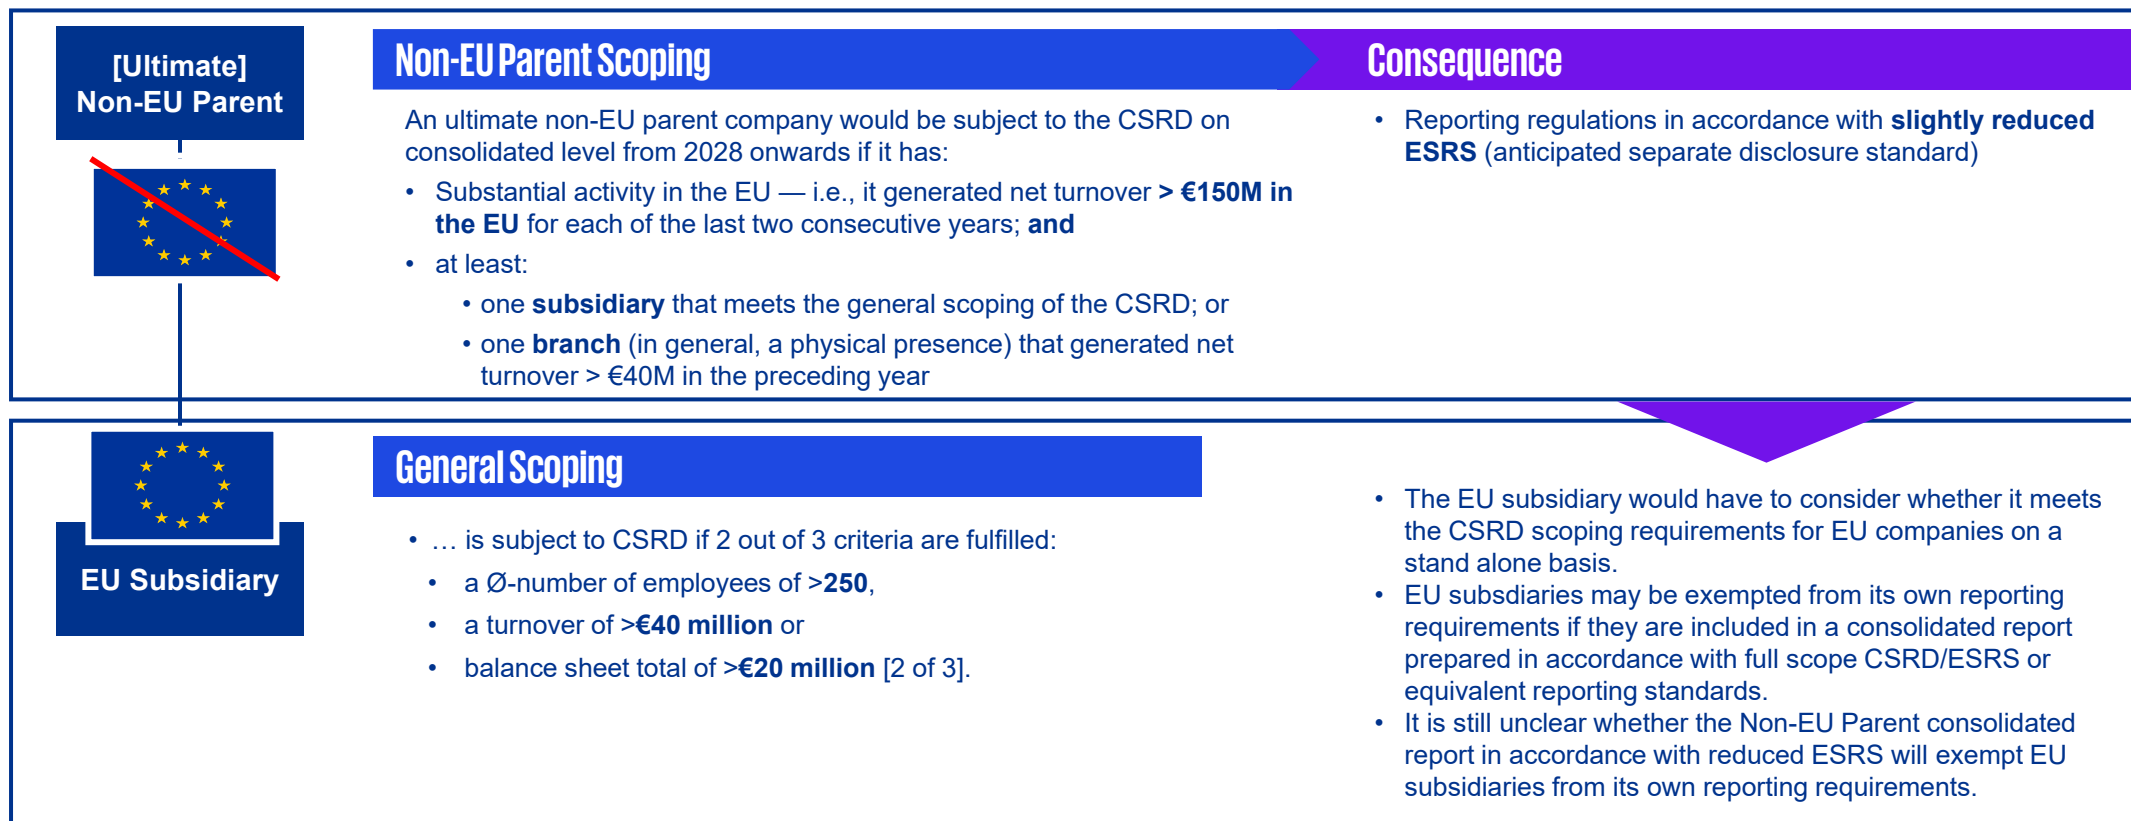 [Ultimate]
Non-EU Parent
Non-EU Parent Scoping
Consequence
An ultimate non-EU parent company would be subject to the CSRD on
consolidated level from 2028 onwards if it has:
• Substantial activity in the EU — i.e., it generated net turnover > €150M in
the EU for each of the last two consecutive years; and
• at least:
• one subsidiary that meets the general scoping of the CSRD; or
• one branch (in general, a physical presence) that generated net
turnover > €40M in the preceding year
• Reporting regulations in accordance with slightly reduced
ESRS (anticipated separate disclosure standard)
EU Subsidiary
General Scoping
• … is subject to CSRD if 2 out of 3 criteria are fulfilled:
• a Ø-number of employees of >250,
• a turnover of >€40 million or
• balance sheet total of >€20 million [2 of 3].
• The EU subsidiary would have to consider whether it meets
the CSRD scoping requirements for EU companies on a
stand alone basis.
• EU subsdiaries may be exempted from its own reporting
requirements if they are included in a consolidated report
prepared in accordance with full scope CSRD/ESRS or
equivalent reporting standards.
• It is still unclear whether the Non-EU Parent consolidated
report in accordance with reduced ESRS will exempt EU
subsidiaries from its own reporting requirements.